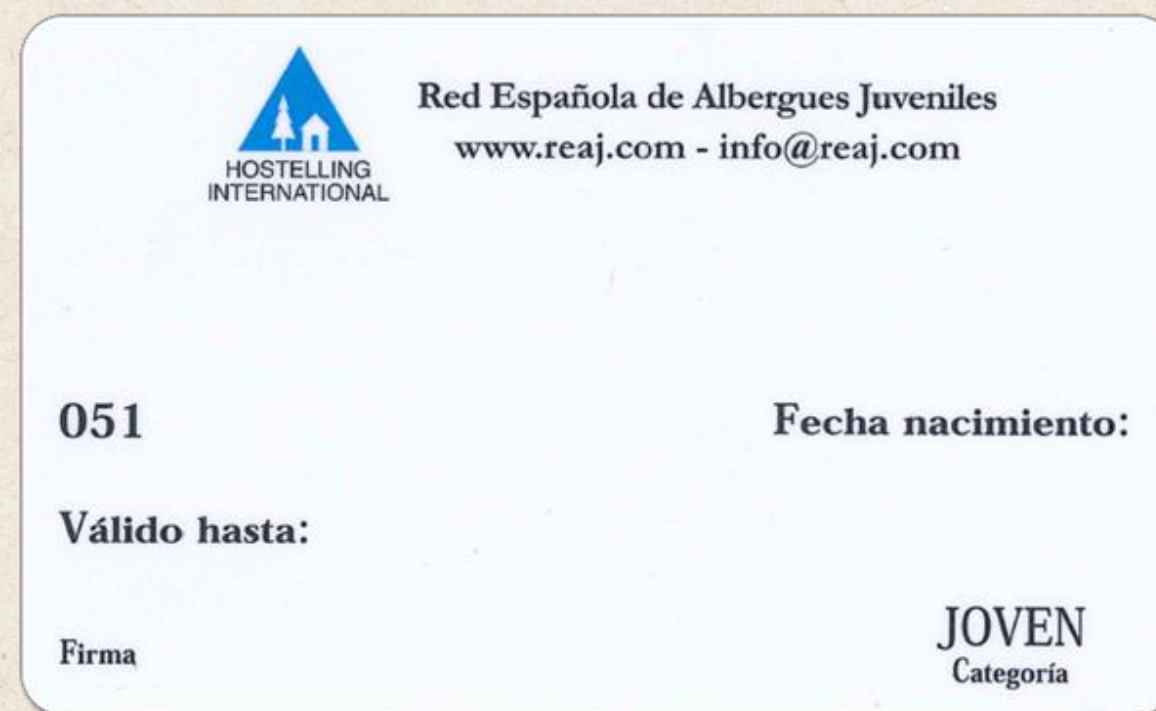 HOSTELLING
INTERNATIONAL
Red Española de Albergues Juveniles
www.reaj.com - info@reaj.com
051
Fecha nacimiento:
Válido hasta:
Firma
JOVEN
Categoría